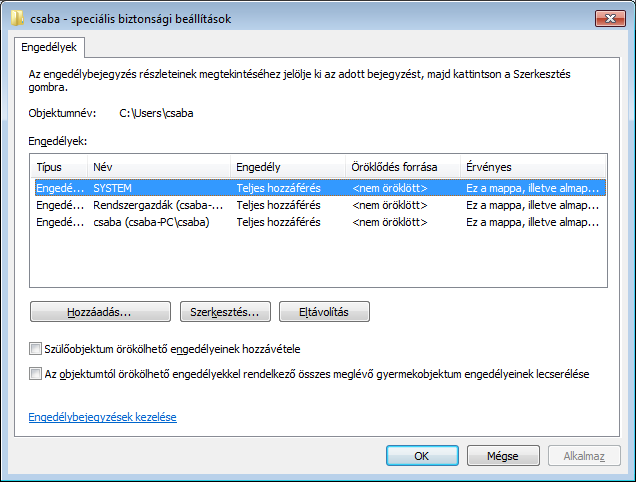 csaba - speciális biztonsági beállítások
Engedélyek
Az engedélybejegyzés részleteinek megtekintéséhez jelölje ki az adott bejegyzést, majd kattintson a Szerkesztés
gombra.
Objektumnév: C:\Users\csaba
Engedélyek:
Típus Név Engedély Öröklődés forrása Érvényes
Engedé... SYSTEM Teljes hozzáférés <nem öröklött> Ez a mappa, illetve almap...
Engedé... Rendszergazdák (csaba-... Teljes hozzáférés <nem öröklött> Ez a mappa, illetve almap...
Engedé... csaba (csaba-PC\csaba) Teljes hozzáférés <nem öröklött> Ez a mappa, illetve almap...
Hozzáadás... Szerkesztés... Eltávolítás
Szülőobjektum örökölhető engedélyeinek hozzávétele
Az objektumtól örökölhető engedélyekkel rendelkező összes meglévő gyermekobjektum engedélyeinek lecserélése
Engedélybejegyzések kezelése
OK Mégse Alkalmaz